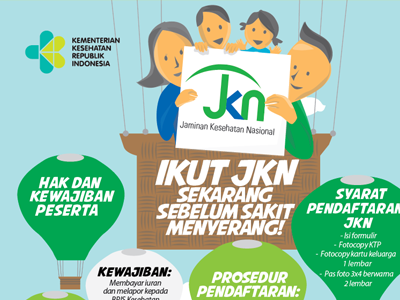 KEMENTERIAN
KESEHATAN
REPUBLIK
INDONESIA
JKN
Jaminan Kesehatan Nasional
IKUT JKN
SEKARANG
SEBELUM SAKIT
MENYERANG!
HAK DAN
KEWAJIBAN
PESERTA
SYARAT
PENDAFTARAN
JKN
- Isi formulir
- Fotocopy KTP
- Fotocopy kartu keluarga
1 lembar
- Pas foto 3x4 berwarna
2 lembar
KEWAJIBAN:
Membayar iuran
dan melapor kepada
BPJS Kesehatan
PROSEDUR
PENDAFTARAN: